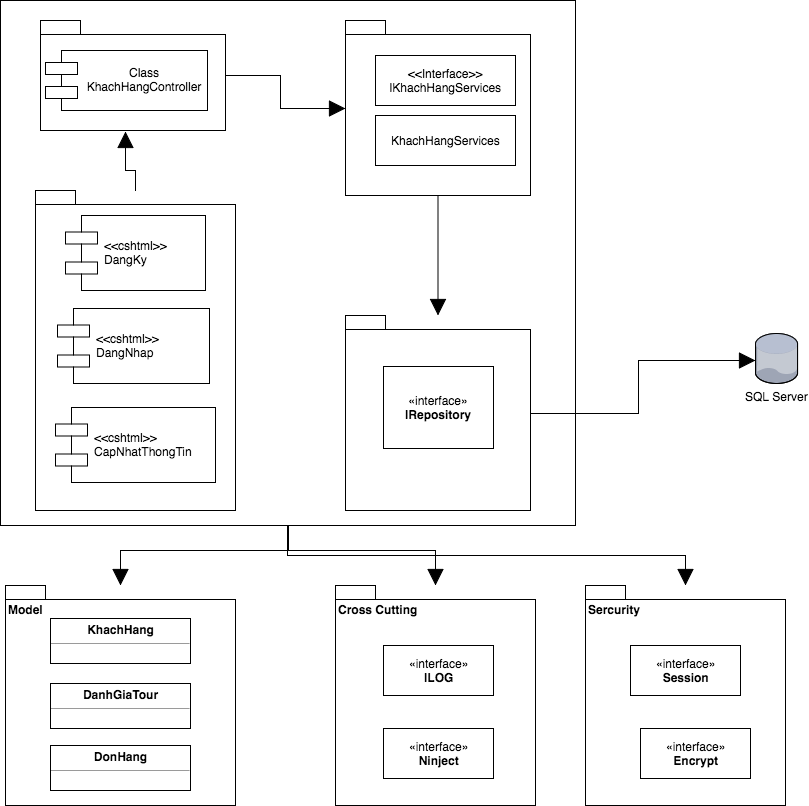 Class
KhachHangController
<<Interface>>
IKhachHangServices
KhachHangServices
<<cshtml>>
DangKy
<<cshtml>>
DangNhap
<<cshtml>>
CapNhatThongTin
«interface»
IRepository
SQL Server
Model
KhachHang
DanhGiaTour
DonHang
Cross Cutting
«interface»
ILOG
«interface»
Ninject
Sercurity
«interface»
Session
«interface»
Encrypt